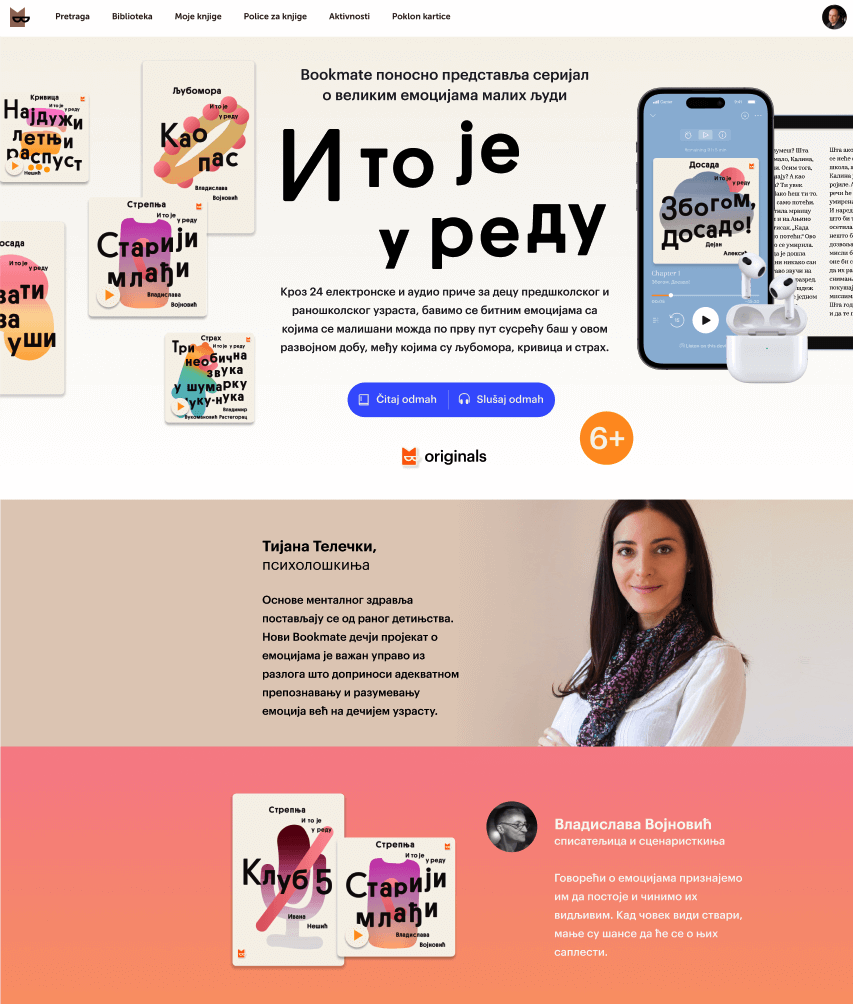 Pretraga
Biblioteka
Moje knjige
Police za knjige
Aktivnosti
Poklon kartice
Bookmate поносно представља серијал
о великим емоцијама малих људи
И то је
у реду
Кроз 24 електронске и аудио приче за децу предшколског и
раношколског узраста, бавимо се битним емоцијама са
којима се малишани можда по први пут сусрећу баш у овом
развојном добу, међу којима су љубомора, кривица и страх.
Čitaj odmah
Slušaj odmah
originals
6+
Кривица
И то је
у реду
Најдужи
летњи
распуст
Нешић
Љубомора
И то је
у реду
Као
пас
Владислава
Војновић
Стрепња
И то је
у реду
Старији
млађи
Владислава
Војновић
И то је
у реду
за
уши
Страх
И то је
у реду
Три
необична
звука
у шумарку
Владимир
Вукомановић Растегорац
Досада
И то је
у реду
Збогом,
досадо!
Дејан
Chapter 1
Тијана Телечки,
психолошкиња
Основе менталног здравља
постављају се од раног детињства.
Нови Bookmate дечји пројекат о
емоцијама је важан управо из
разлога што доприноси адекватном
препознавању и разумевању
емоција већ на дечијем узрасту.
Стрепња
И то је
у реду
Клуб 5
Ивана
Нешић
Стрепња
И то је
у реду
Старији
млађи
Владислава
Војновић
Владислава Војновић
списатељица и сценаристкиња
Говорећи о емоцијама признајемо
им да постоје и чинимо их
видљивим. Кад човек види ствари,
мање су шансе да ће се о њих
саплести.